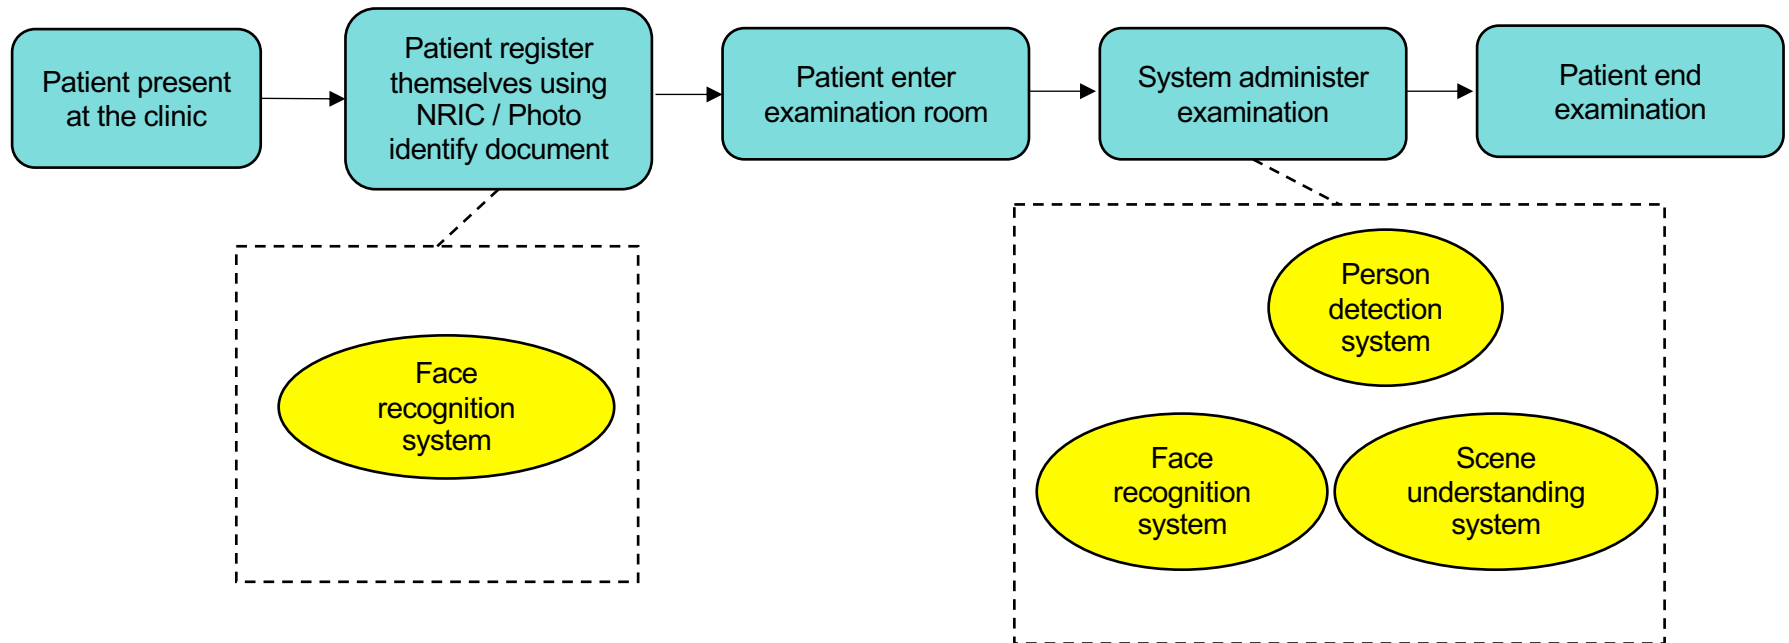 Patient present
at the clinic
Patient register
themselves using
NRIC / Photo
identify document
Patient enter
examination room
System administer
examination
Patient end
examination
Face
recognition
system
Person
detection
system
Face
recognition
system
Scene
understanding
system